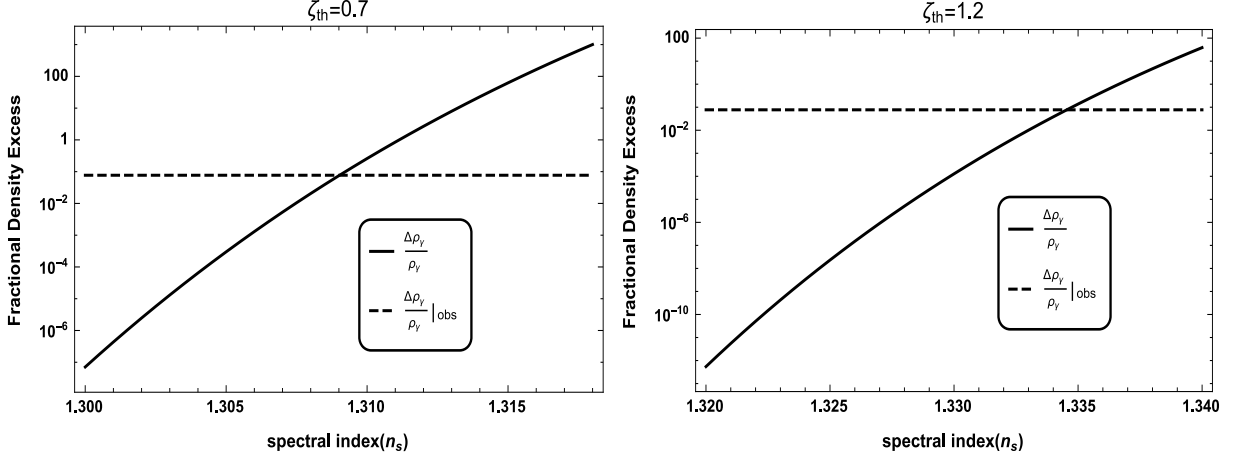 ζth=0.7
Fractional Density Excess
100
1
10⁻²
10⁻⁴
10⁻⁶
Δργ
ργ
Δργ
ργ |obs
1.300 1.305 1.310 1.315
spectral index(ns)
ζth=1.2
Fractional Density Excess
100
10⁻²
10⁻⁶
10⁻¹⁰
Δργ
ργ
Δργ
ργ |obs
1.320 1.325 1.330 1.335 1.340
spectral index(ns)